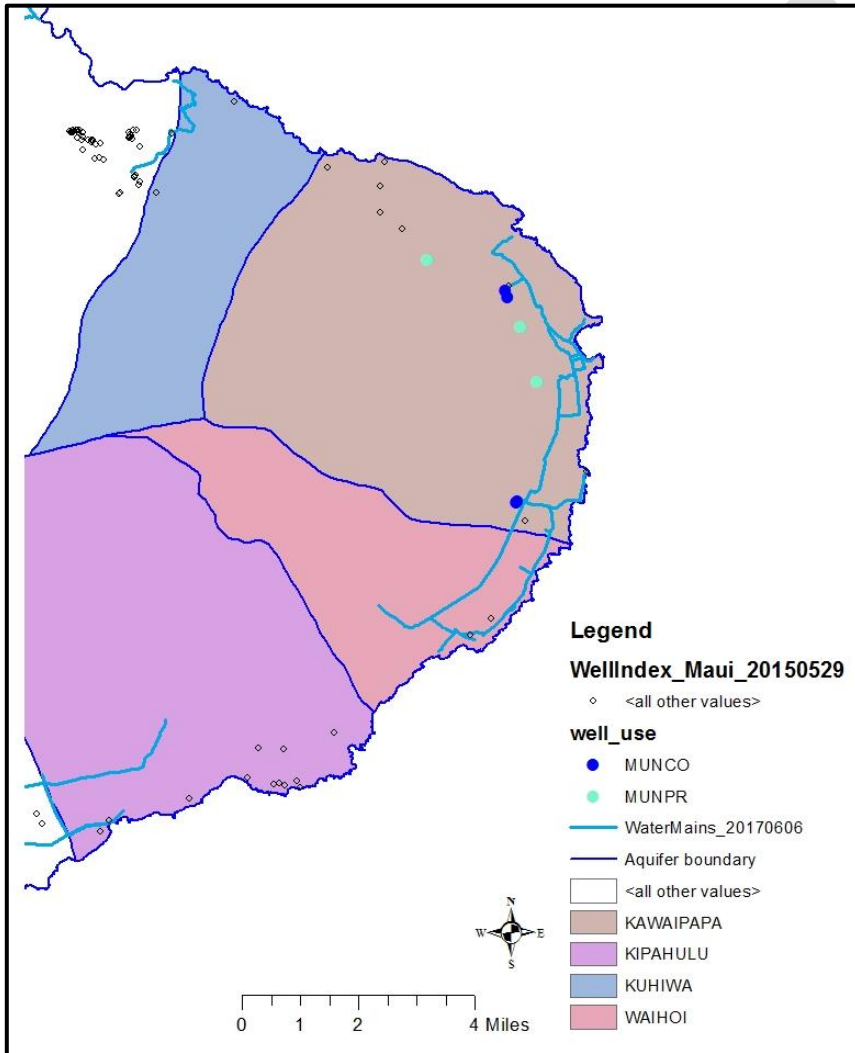 Legend
WellIndex_Maui_20150529
<all other values>
well_use
MUNCO
MUNPR
WaterMains_20170606
Aquifer boundary
<all other values>
KAWAIPAPA
KIPAHULU
KUHIWA
WAIHOI
N
W E
S
0 1 2 4 Miles